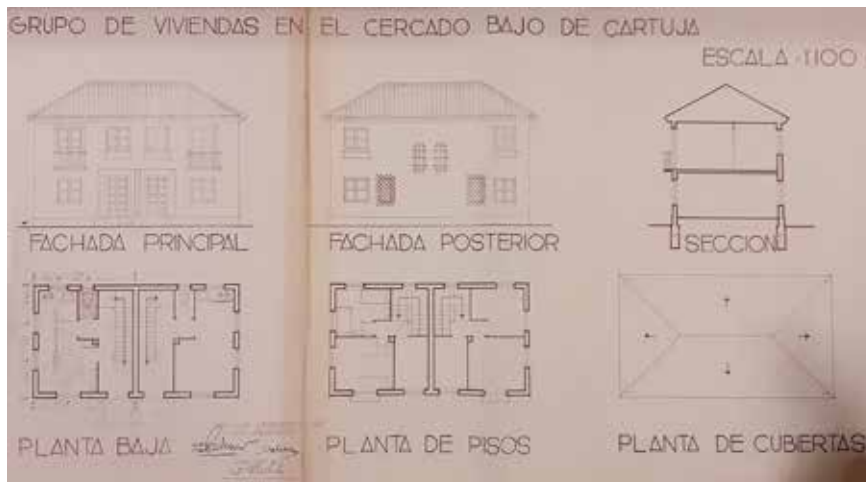 GRUPO DE VIVIENDAS EN EL CERCADO BAJO DE CARTUJA
ESCALA 1:100
FACHADA PRINCIPAL
FACHADA POSTERIOR
SECCION
PLANTA BAJA
PLANTA DE PISOS
PLANTA DE CUBIERTAS